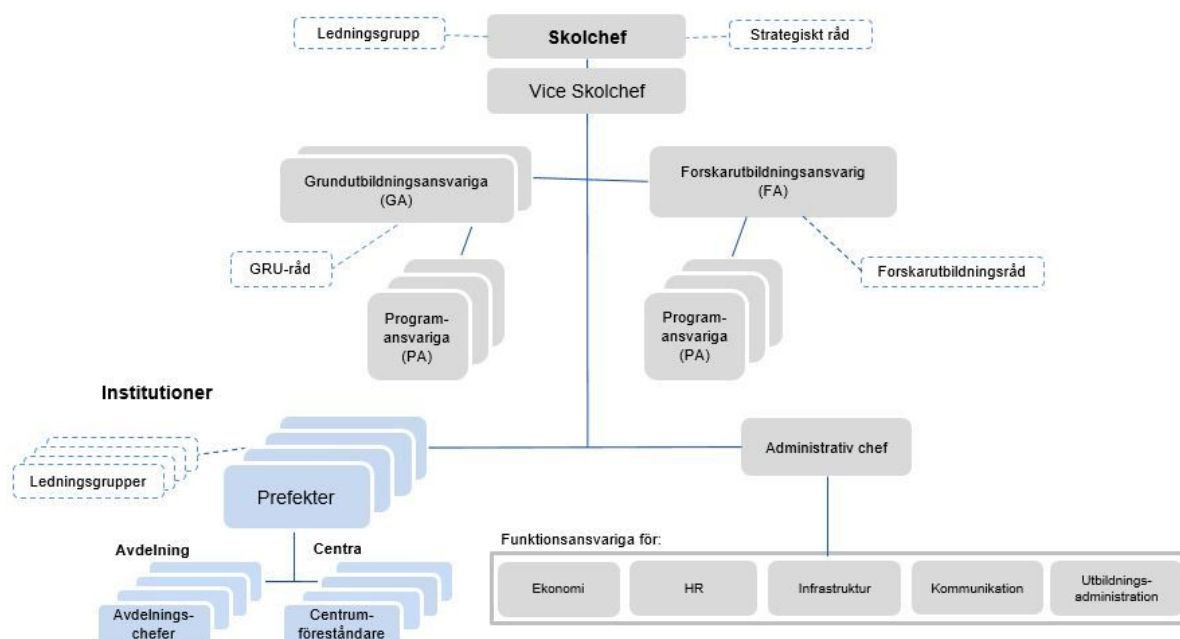 Ledningsgrupp
Skolchef
Strategiskt råd
Vice Skolchef
Grundutbildningsansvariga
(GA)
Forskarutbildningsansvarig
(FA)
GRU-råd
Forskarutbildningsråd
Program-
ansvariga
(PA)
Program-
ansvariga
(PA)
Institutioner
Ledningsgrupper
Prefekter
Administrativ chef
Avdelning
Centra
Avdelnings-
chefer
Centrum-
föreståndare
Funktionsansvariga för:
Ekonomi
HR
Infrastruktur
Kommunikation
Utbildnings-
administration